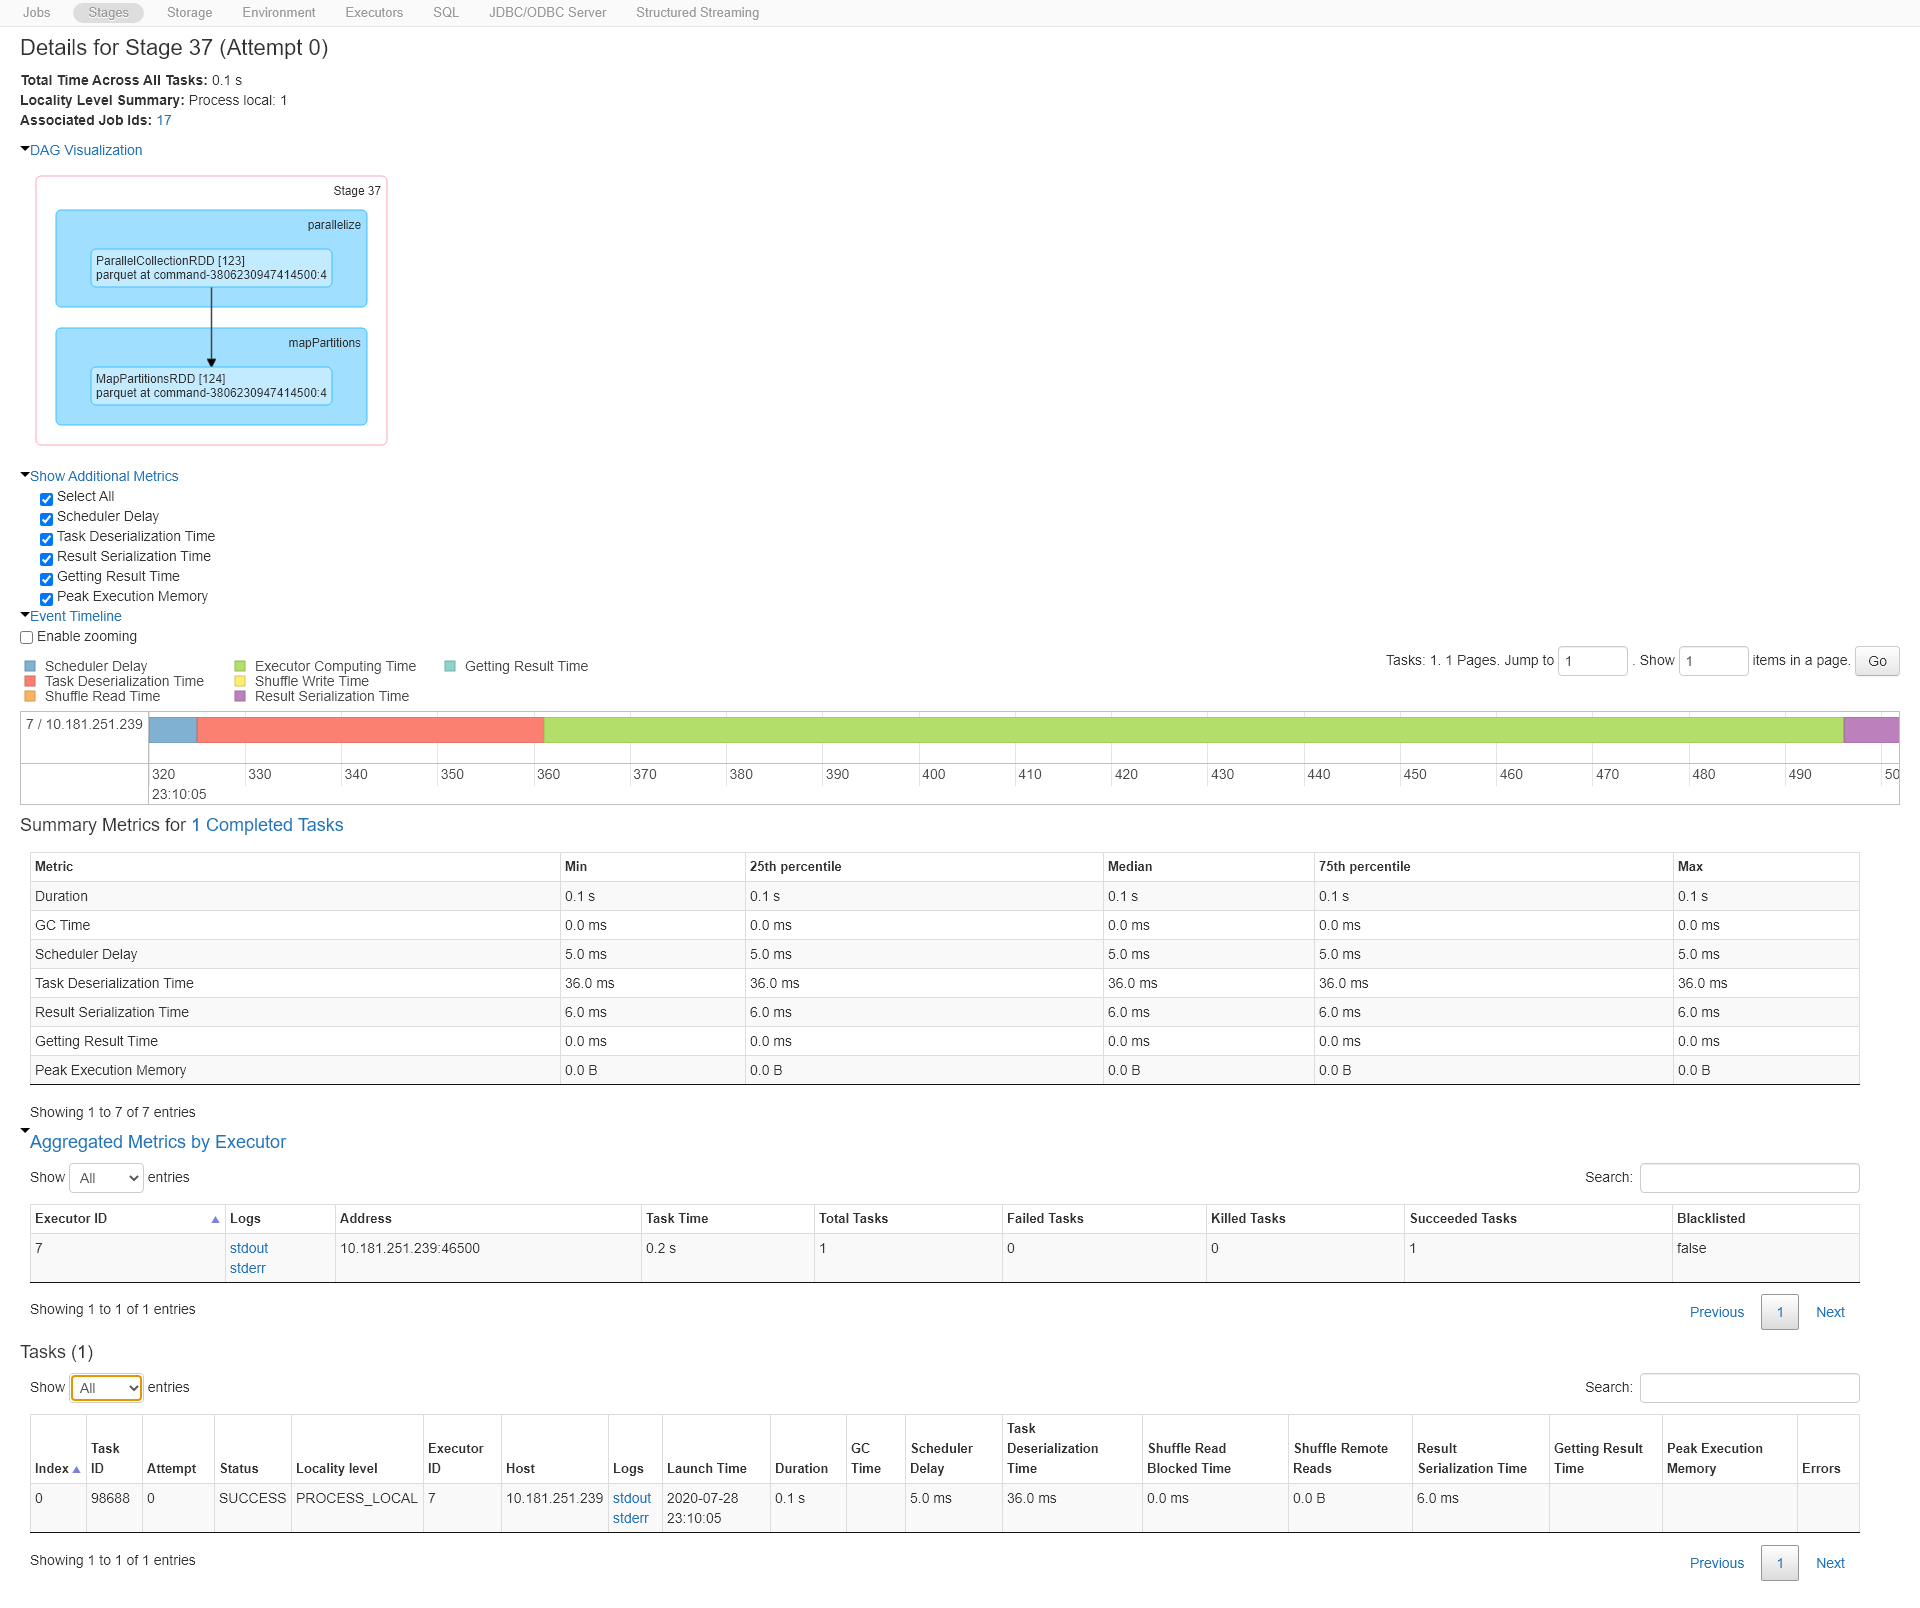 Jobs Stages Storage Environment Executors SQL JDBC/ODBC Server Structured Streaming
Details for Stage 37 (Attempt 0)
Total Time Across All Tasks: 0.1 s
Locality Level Summary: Process local: 1
Associated Job Ids: 17
DAG Visualization
Stage 37
parallelize
ParallelCollectionRDD [123]
parquet at command-3806230947414500:4
mapPartitions
MapPartitionsRDD [124]
parquet at command-3806230947414500:4
Show Additional Metrics
Select All
Scheduler Delay
Task Deserialization Time
Result Serialization Time
Getting Result Time
Peak Execution Memory
Event Timeline
Enable zooming
Tasks: 1. 1 Pages. Jump to 1 . Show 1 items in a page. Go
Scheduler Delay Executor Computing Time Getting Result Time
Task Deserialization Time Shuffle Write Time
Shuffle Read Time Result Serialization Time
7 / 10.181.251.239
320 330 340 350 360 370 380 390 400 410 420 430 440 450 460 470 480 490 50
23:10:05
Summary Metrics for 1 Completed Tasks
Metric Min 25th percentile Median 75th percentile Max
Duration 0.1 s 0.1 s 0.1 s 0.1 s 0.1 s
GC Time 0.0 ms 0.0 ms 0.0 ms 0.0 ms 0.0 ms
Scheduler Delay 5.0 ms 5.0 ms 5.0 ms 5.0 ms 5.0 ms
Task Deserialization Time 36.0 ms 36.0 ms 36.0 ms 36.0 ms 36.0 ms
Result Serialization Time 6.0 ms 6.0 ms 6.0 ms 6.0 ms 6.0 ms
Getting Result Time 0.0 ms 0.0 ms 0.0 ms 0.0 ms 0.0 ms
Peak Execution Memory 0.0 B 0.0 B 0.0 B 0.0 B 0.0 B
Showing 1 to 7 of 7 entries
Aggregated Metrics by Executor
Show All entries Search:
Executor ID Logs Address Task Time Total Tasks Failed Tasks Killed Tasks Succeeded Tasks Blacklisted
7 stdout 10.181.251.239:46500 0.2 s 1 0 0 1 false
stderr
Showing 1 to 1 of 1 entries Previous 1 Next
Tasks (1)
Show All entries Search:
Task
Task Executor GC Scheduler Deserialization Shuffle Read Shuffle Remote Result Getting Result Peak Execution
Index ID Attempt Status Locality level ID Host Logs Launch Time Duration Time Delay Time Blocked Time Reads Serialization Time Time Memory Errors
0 98688 0 SUCCESS PROCESS_LOCAL 7 10.181.251.239 stdout 2020-07-28 0.1 s 5.0 ms 36.0 ms 0.0 ms 0.0 B 6.0 ms
stderr 23:10:05
Showing 1 to 1 of 1 entries Previous 1 Next